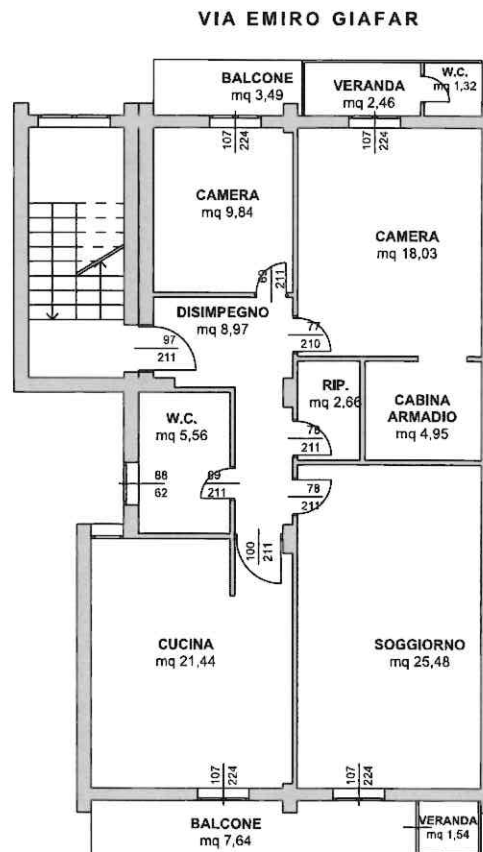 VIA EMIRO GIAFAR
BALCONE
mq 3,49
VERANDA
mq 2,46
W.C.
mq 1,32
107
224
107
224
CAMERA
mq 9,84
CAMERA
mq 18,03
69
211
DISIMPEGNO
mq 8,97
97
211
77
210
RIP.
mq 2,66
CABINA
ARMADIO
mq 4,95
W.C.
mq 5,56
78
211
88
62
69
211
78
211
100
211
CUCINA
mq 21,44
SOGGIORNO
mq 25,48
107
224
107
224
BALCONE
mq 7,64
VERANDA
mq 1,54